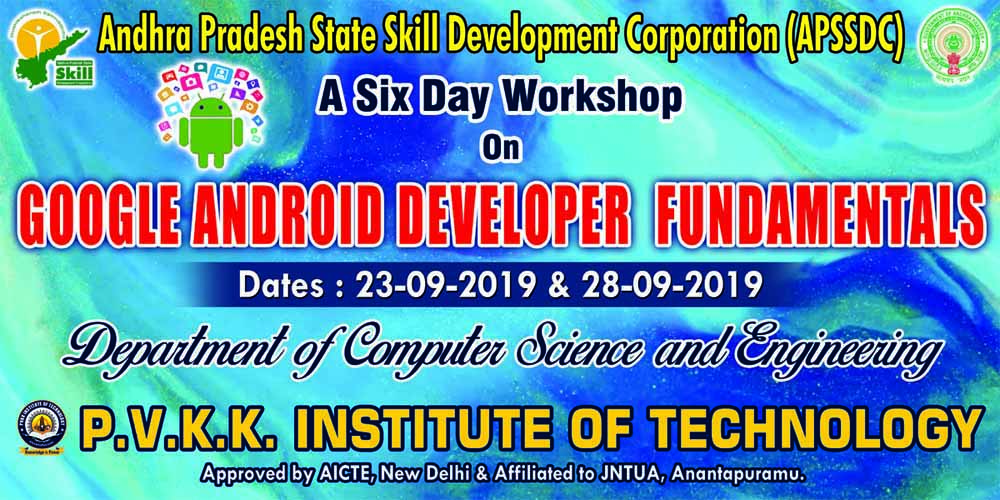 Andhra Pradesh State Skill Development Corporation (APSSDC)
Skill
A Six Day Workshop
On
GOOGLE ANDROID DEVELOPER FUNDAMENTALS
Dates : 23-09-2019 & 28-09-2019
Department of Computer Science and Engineering
P.V.K.K. INSTITUTE OF TECHNOLOGY
Approved by AICTE, New Delhi & Affiliated to JNTUA, Anantapuramu.